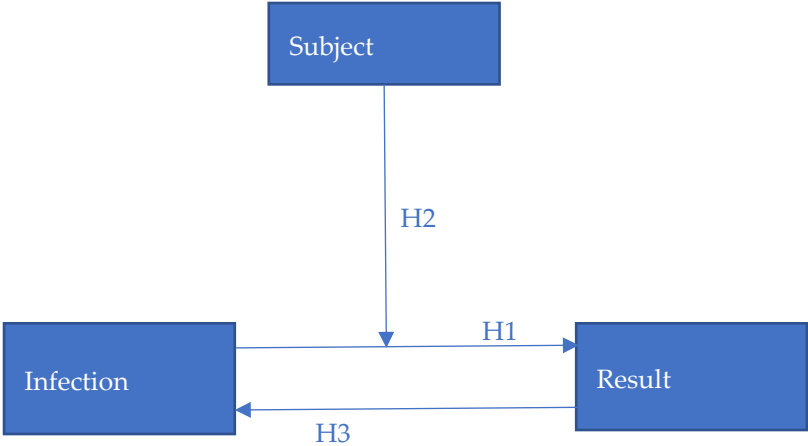 Subject
H2
H1
Infection
Result
H3